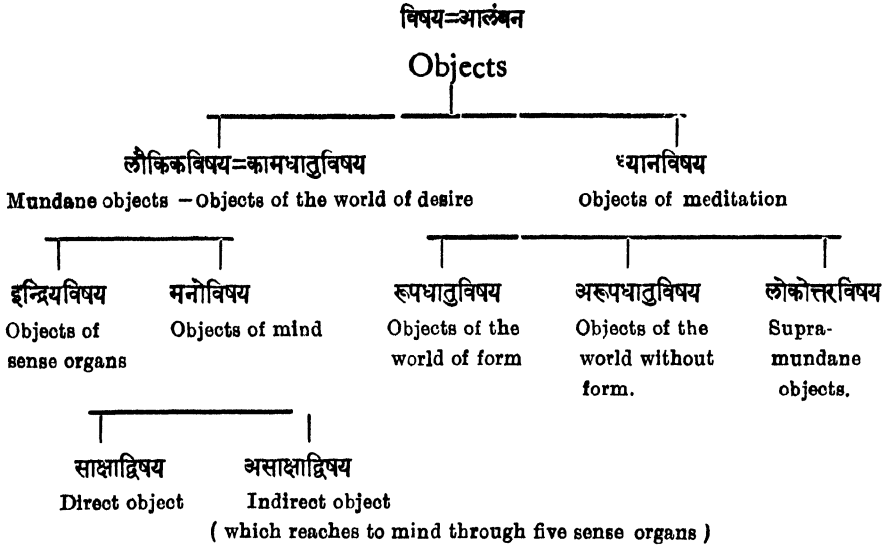 विषय=आलंबन
Objects
लौकिकविषय=कामधातुविषय ध्यानविषय
Mundane objects — Objects of the world of desire Objects of meditation
इन्द्रियविषय मनोविषय रूपधातुविषय अरूपधातुविषय लोकोत्तरविषय
Objects of Objects of mind Objects of the Objects of the Supra-
sense organs world of form world without mundane
form. objects.
साक्षाद्विषय असाक्षाद्विषय
Direct object Indirect object
( which reaches to mind through five sense organs )